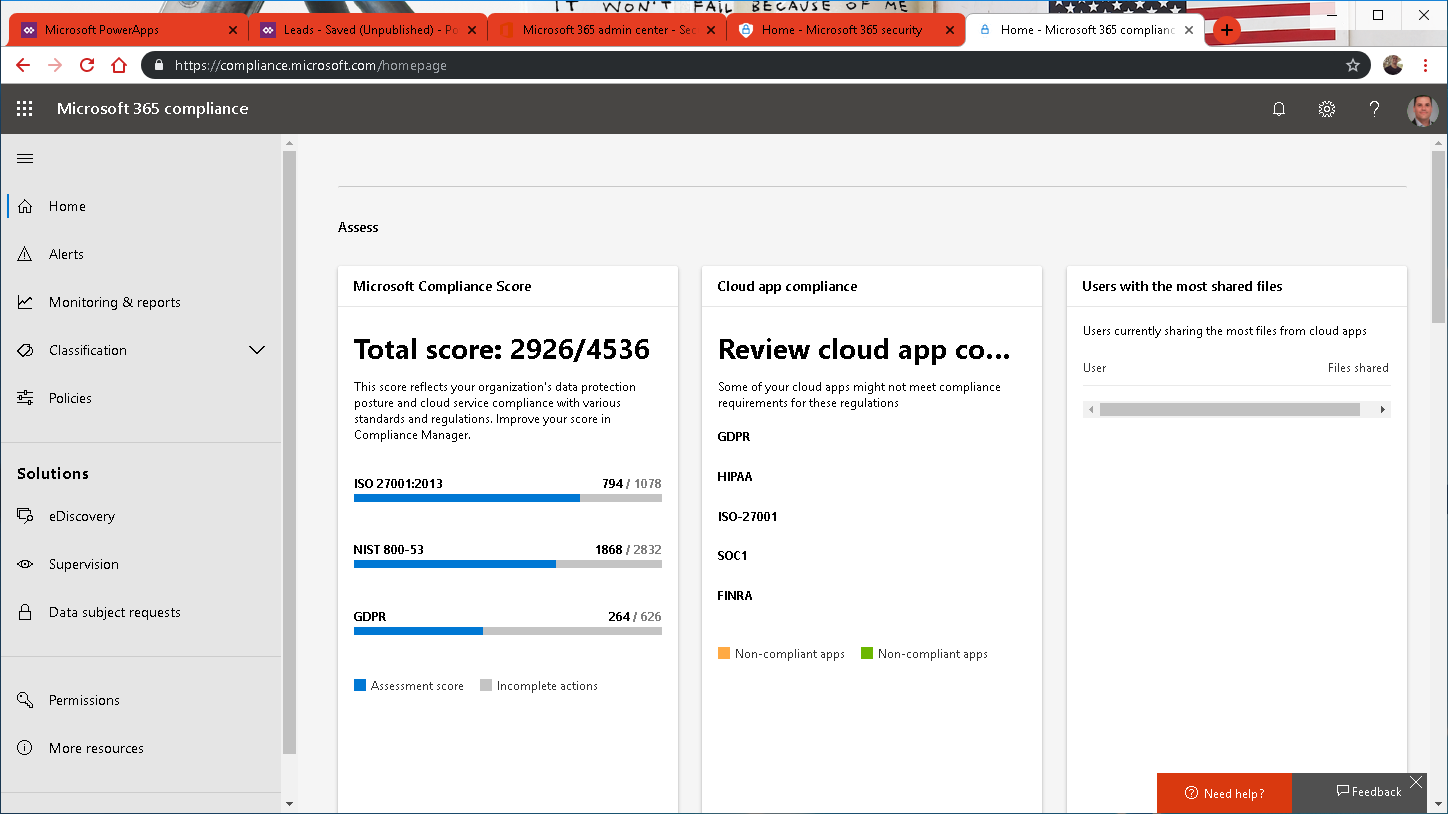 IT WON'T FAIL BECAUSE OF ME
Microsoft PowerApps
Leads - Saved (Unpublished) - Po
Microsoft 365 admin center - Sec
Home - Microsoft 365 security
Home - Microsoft 365 complianc
https://compliance.microsoft.com/homepage
Microsoft 365 compliance
Home
Alerts
Monitoring & reports
Classification
Policies
Solutions
eDiscovery
Supervision
Data subject requests
Permissions
More resources
Assess
Microsoft Compliance Score
Total score: 2926/4536
This score reflects your organization's data protection
posture and cloud service compliance with various
standards and regulations. Improve your score in
Compliance Manager.
ISO 27001:2013 794 / 1078
NIST 800-53 1868 / 2832
GDPR 264 / 626
Assessment score Incomplete actions
Cloud app compliance
Review cloud app co...
Some of your cloud apps might not meet compliance
requirements for these regulations
GDPR
HIPAA
ISO-27001
SOC1
FINRA
Non-compliant apps Non-compliant apps
Users with the most shared files
Users currently sharing the most files from cloud apps
User Files shared
Need help? Feedback